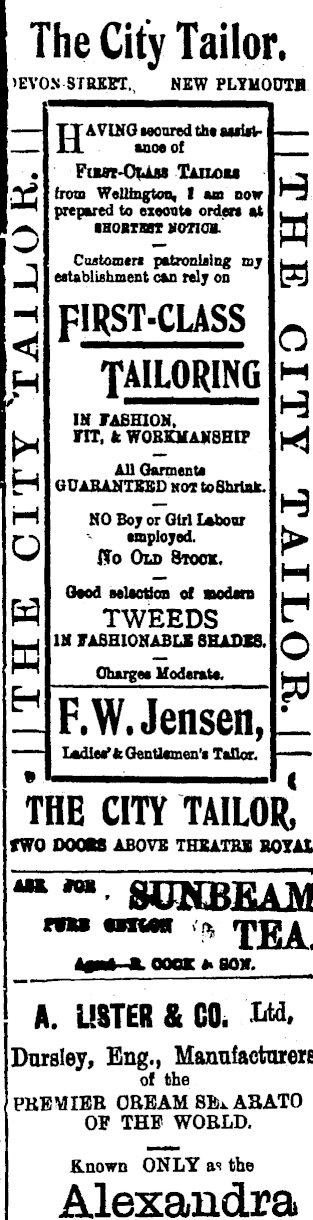 The City Tailor.
DEVON-STREET, NEW PLYMOUTH
THE CITY TAILOR.
HAVING secured the assist-
ance of
FIRST-CLASS TAILORS
from Wellington, I am now
prepared to execute orders at
SHORTEST NOTICE.
Customers patronising my
establishment can rely on
FIRST-CLASS
TAILORING
IN FASHION,
FIT, & WORKMANSHIP
All Garments
GUARANTEED NOT to Shrink.
NO Boy or Girl Labour
employed.
No OLD STOCK.
Good selection of modern
TWEEDS
IN FASHIONABLE SHADES.
Charges Moderate.
F. W. Jensen,
Ladies' & Gentlemen's Tailor.
THE CITY TAILOR.
THE CITY TAILOR,
TWO DOORS ABOVE THEATRE ROYAL
ASK FOR SUNBEAM
PURE CEYLON TEA.
Agent—R. COCK & SON.
A. LISTER & CO. Ltd,
Dursley, Eng., Manufacturers
of the
PREMIER CREAM SEPARATO
OF THE WORLD.
Known ONLY as the
Alexandra